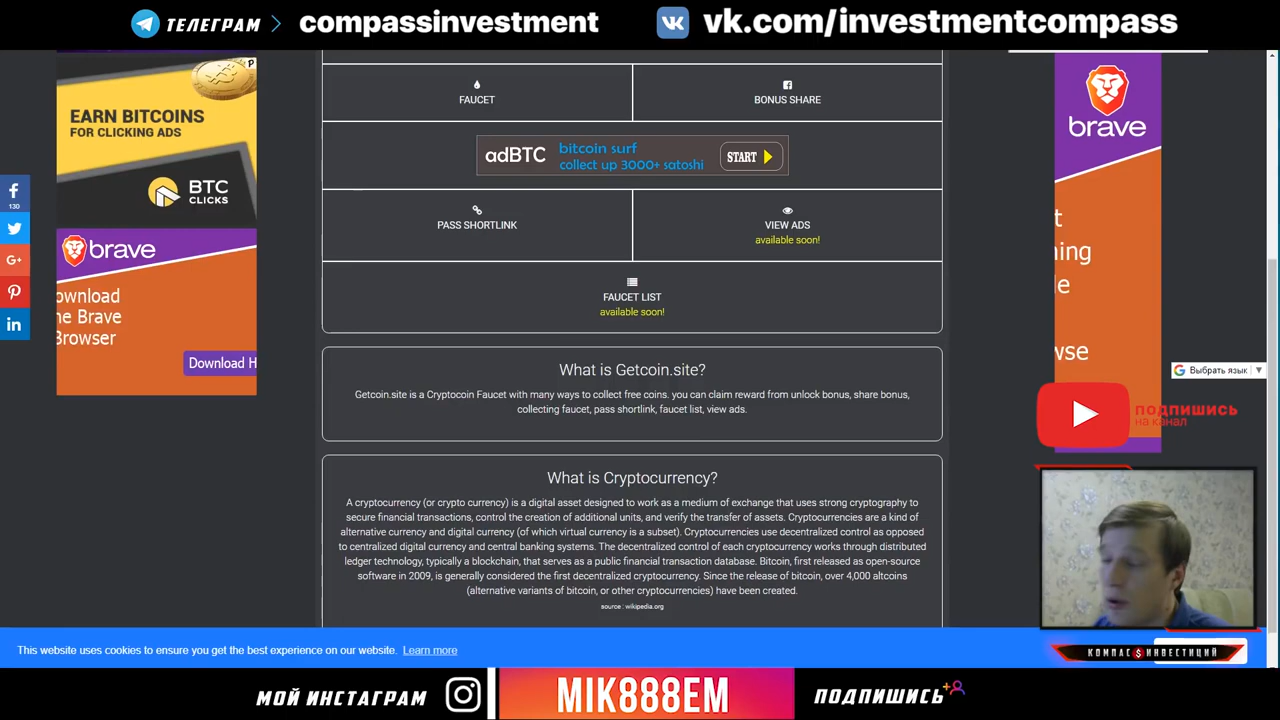 ТЕЛЕГРАМ
compassinvestment
vk.com/investmentcompass
EARN BITCOINS
FOR CLICKING ADS
BTC
CLICKS
130
brave
ownload
he Brave
Browser
Download H
FAUCET
BONUS SHARE
adBTC
bitcoin surf
collect up 3000+ satoshi
START
PASS SHORTLINK
VIEW ADS
available soon!
FAUCET LIST
available soon!
What is Getcoin.site?
Getcoin.site is a Cryptocoin Faucet with many ways to collect free coins. you can claim reward from unlock bonus, share bonus,
collecting faucet, pass shortlink, faucet list, view ads.
What is Cryptocurrency?
A cryptocurrency (or crypto currency) is a digital asset designed to work as a medium of exchange that uses strong cryptography to
secure financial transactions, control the creation of additional units, and verify the transfer of assets. Cryptocurrencies are a kind of
alternative currency and digital currency (of which virtual currency is a subset). Cryptocurrencies use decentralized control as opposed
to centralized digital currency and central banking systems. The decentralized control of each cryptocurrency works through distributed
ledger technology, typically a blockchain, that serves as a public financial transaction database. Bitcoin, first released as open-source
software in 2009, is generally considered the first decentralized cryptocurrency. Since the release of bitcoin, over 4,000 altcoins
(alternative variants of bitcoin, or other cryptocurrencies) have been created.
source : wikipedia.org
brave
t
ning
e
wse
Выбрать язык
ПОДПИШИСЬ
на канал
This website uses cookies to ensure you get the best experience on our website. Learn more
КОМПАС $ ИНВЕСТИЦИЙ
МОЙ ИНСТАГРАМ
MIK888EM
ПОДПИШИСЬ